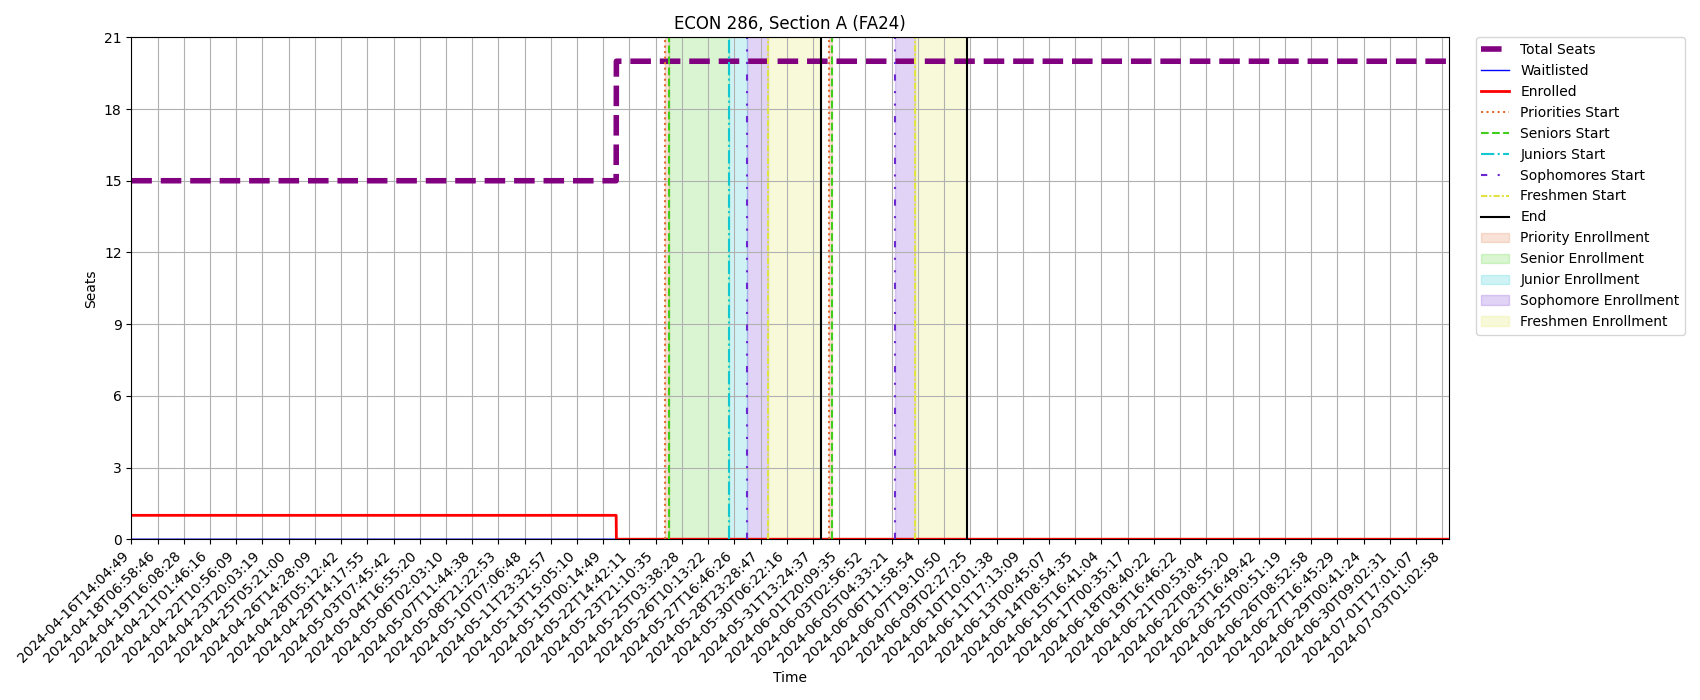 ECON 286, Section A (FA24)
21
18
15
12
9
6
3
0
Seats
2024-04-16T14:04:49
2024-04-18T06:58:46
2024-04-19T16:08:28
2024-04-21T01:46:16
2024-04-22T10:56:09
2024-04-23T20:03:19
2024-04-25T05:21:00
2024-04-26T14:28:09
2024-04-28T05:12:42
2024-04-29T14:17:55
2024-05-03T07:45:42
2024-05-04T16:55:20
2024-05-06T02:03:10
2024-05-07T11:44:38
2024-05-08T21:22:53
2024-05-10T07:06:48
2024-05-11T23:32:57
2024-05-13T15:05:10
2024-05-15T00:14:49
2024-05-22T14:42:11
2024-05-23T21:10:35
2024-05-25T03:38:28
2024-05-26T10:13:22
2024-05-27T16:46:26
2024-05-28T23:28:47
2024-05-30T06:22:16
2024-05-31T13:24:37
2024-06-01T20:09:35
2024-06-03T02:56:52
2024-06-05T04:33:21
2024-06-06T11:58:54
2024-06-07T19:10:50
2024-06-09T02:27:25
2024-06-10T10:01:38
2024-06-11T17:13:09
2024-06-13T00:45:07
2024-06-14T08:54:35
2024-06-15T16:41:04
2024-06-17T00:35:17
2024-06-18T08:40:22
2024-06-19T16:46:22
2024-06-21T00:53:04
2024-06-22T08:55:20
2024-06-23T16:49:42
2024-06-25T00:51:19
2024-06-26T08:52:58
2024-06-27T16:45:29
2024-06-29T00:41:24
2024-06-30T09:02:31
2024-07-01T17:01:07
2024-07-03T01:02:58
Time
Total Seats
Waitlisted
Enrolled
Priorities Start
Seniors Start
Juniors Start
Sophomores Start
Freshmen Start
End
Priority Enrollment
Senior Enrollment
Junior Enrollment
Sophomore Enrollment
Freshmen Enrollment